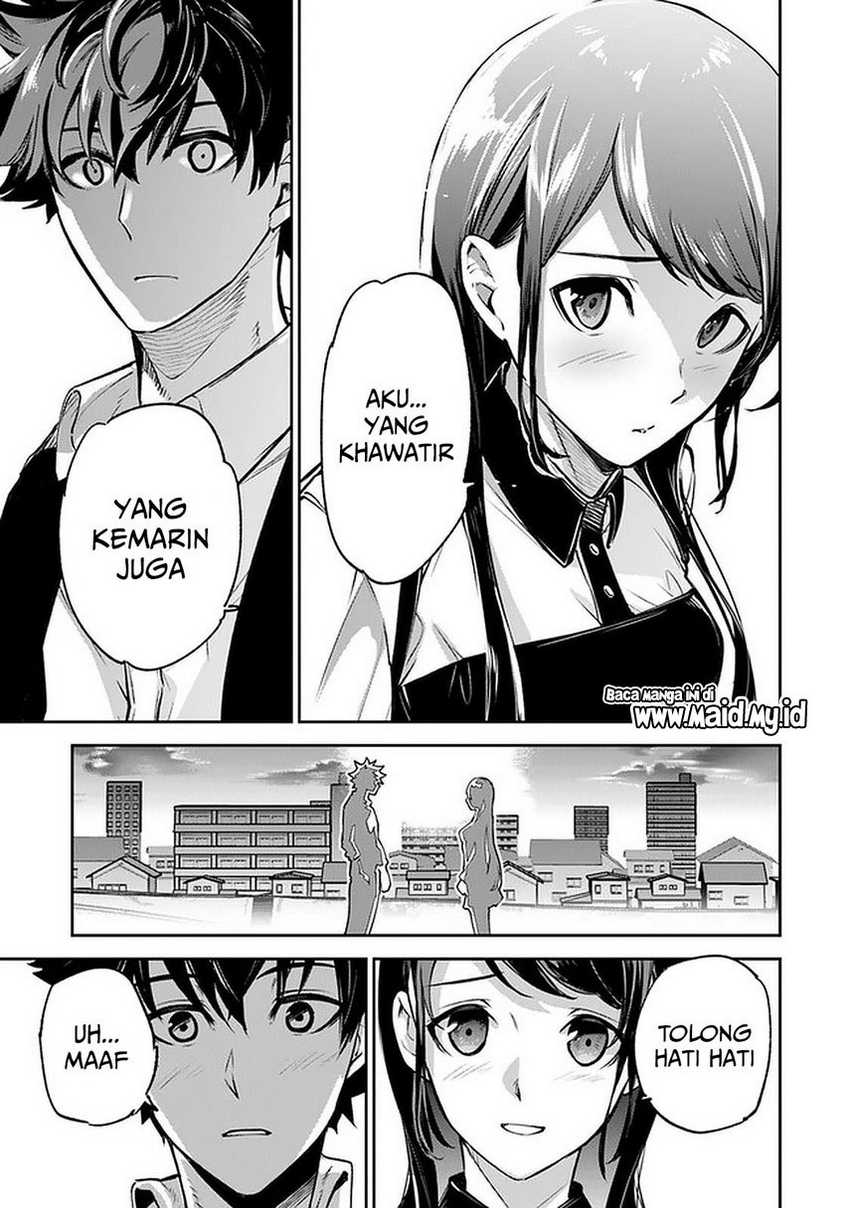 AKU...
YANG
KHAWATIR
YANG
KEMARIN
JUGA
Baca Manga ini di
www.Maid.My.id
TOLONG
HATI HATI
UH...
MAAF